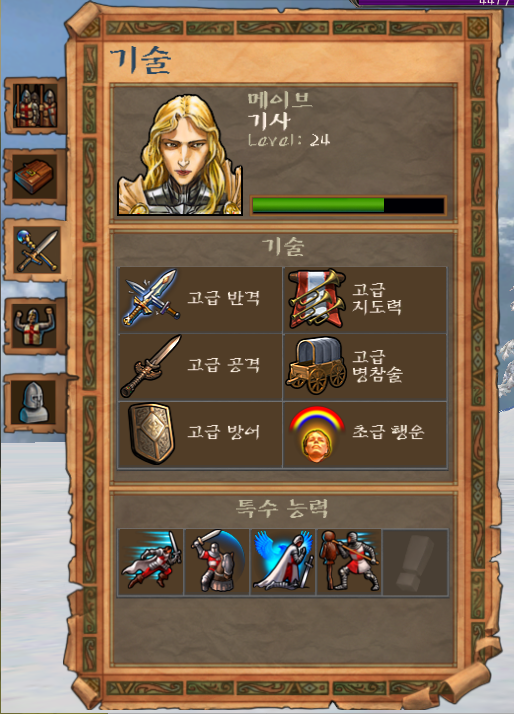 기술
메이브
기사
Level: 24
기술
고급 반격
고급
지도력
고급 공격
고급
병참술
고급 방어
초급 행운
특수 능력